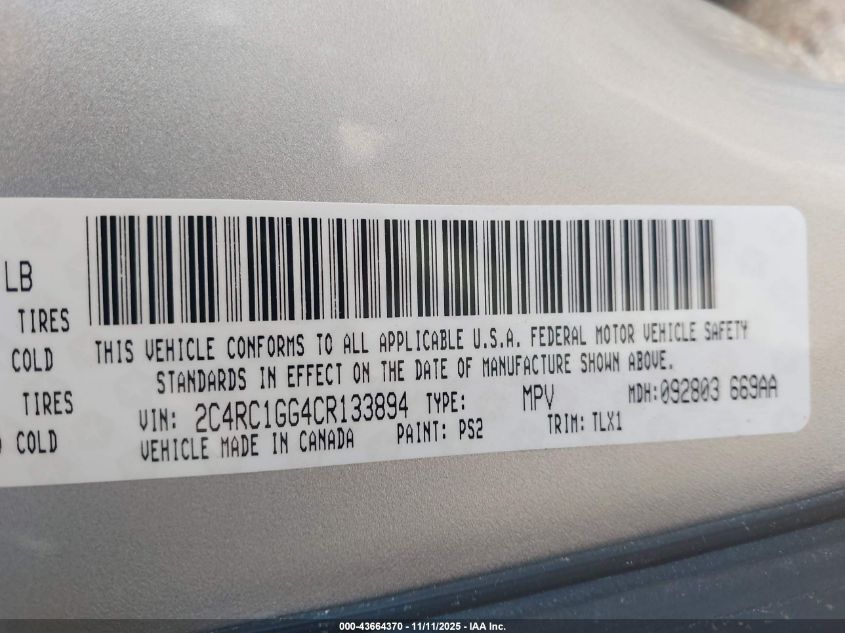 LB
TIRES
COLD
TIRES
COLD
THIS VEHICLE CONFORMS TO ALL APPLICABLE U.S.A. FEDERAL MOTOR VEHICLE SAFETY
STANDARDS IN EFFECT ON THE DATE OF MANUFACTURE SHOWN ABOVE.
VIN: 2C4RC1GG4CR133894 TYPE: MPV MDH:092803 669AA
VEHICLE MADE IN CANADA PAINT: PS2 TRIM: TLX1
000-43664370 - 11/11/2025 - IAA Inc.